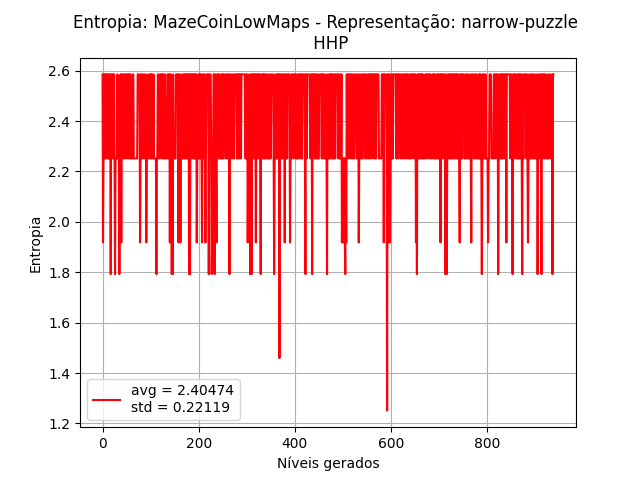 Entropia: MazeCoinLowMaps - Representação: narrow-puzzle
HHP
2.6
2.4
2.2
2.0
1.8
1.6
1.4
1.2
Entropia
avg = 2.40474
std = 0.22119
0 200 400 600 800
Níveis gerados